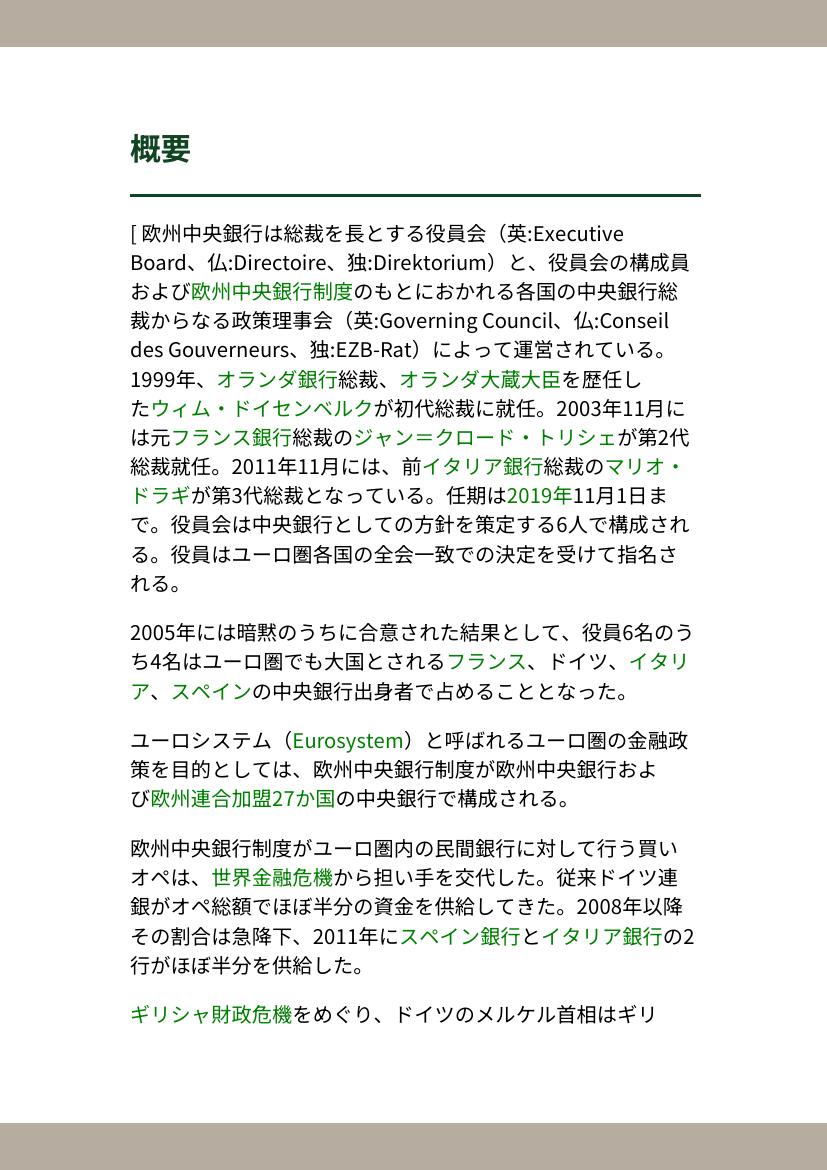 概要
[ 欧州中央銀行は総裁を長とする役員会（英:Executive
Board、仏:Directoire、独:Direktorium）と、役員会の構成員
および欧州中央銀行制度のもとにおかれる各国の中央銀行総
裁からなる政策理事会（英:Governing Council、仏:Conseil
des Gouverneurs、独:EZB-Rat）によって運営されている。
1999年、オランダ銀行総裁、オランダ大蔵大臣を歴任し
たウィム・ドイセンベルクが初代総裁に就任。2003年11月に
は元フランス銀行総裁のジャン＝クロード・トリシェが第2代
総裁就任。2011年11月には、前イタリア銀行総裁のマリオ・
ドラギが第3代総裁となっている。任期は2019年11月1日ま
で。役員会は中央銀行としての方針を策定する6人で構成され
る。役員はユーロ圏各国の全会一致での決定を受けて指名さ
れる。
2005年には暗黙のうちに合意された結果として、役員6名のう
ち4名はユーロ圏でも大国とされるフランス、ドイツ、イタリ
ア、スペインの中央銀行出身者で占めることとなった。
ユーロシステム（Eurosystem）と呼ばれるユーロ圏の金融政
策を目的としては、欧州中央銀行制度が欧州中央銀行およ
び欧州連合加盟27か国の中央銀行で構成される。
欧州中央銀行制度がユーロ圏内の民間銀行に対して行う買い
オペは、世界金融危機から担い手を交代した。従来ドイツ連
銀がオペ総額でほぼ半分の資金を供給してきた。2008年以降
その割合は急降下、2011年にスペイン銀行とイタリア銀行の2
行がほぼ半分を供給した。
ギリシャ財政危機をめぐり、ドイツのメルケル首相はギリ